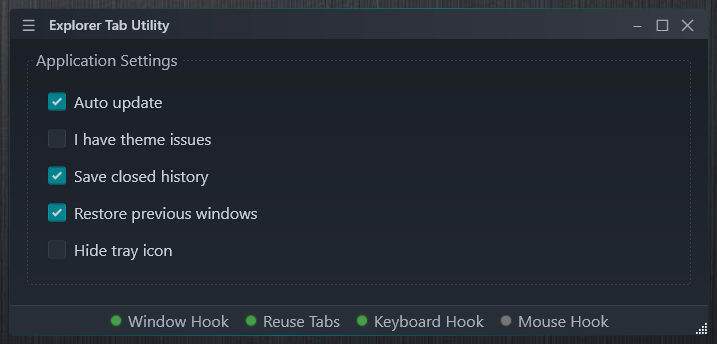 Explorer Tab Utility
Application Settings
Auto update
I have theme issues
Save closed history
Restore previous windows
Hide tray icon
Window Hook Reuse Tabs Keyboard Hook Mouse Hook